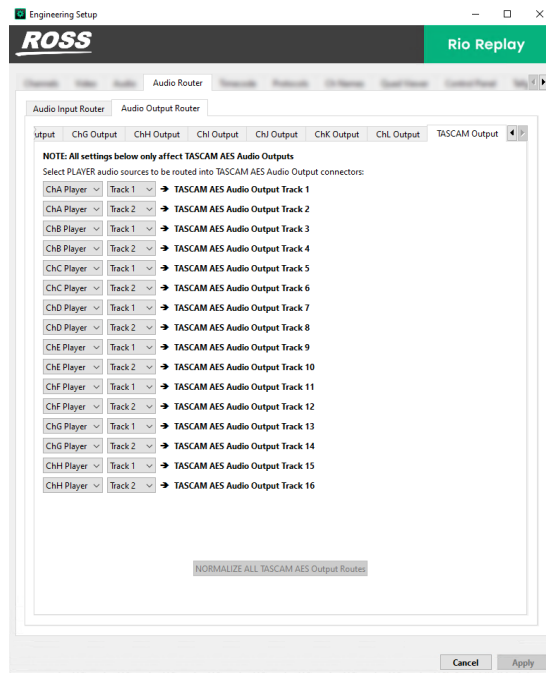 Engineering Setup
ROSS
Rio Replay
Audio Router
Audio Input Router
Audio Output Router
utput
ChG Output
ChH Output
ChI Output
ChJ Output
ChK Output
ChL Output
TASCAM Output
NOTE: All settings below only affect TASCAM AES Audio Outputs
Select PLAYER audio sources to be routed into TASCAM AES Audio Output connectors:
ChA Player Track 1 ➔ TASCAM AES Audio Output Track 1
ChA Player Track 2 ➔ TASCAM AES Audio Output Track 2
ChB Player Track 1 ➔ TASCAM AES Audio Output Track 3
ChB Player Track 2 ➔ TASCAM AES Audio Output Track 4
ChC Player Track 1 ➔ TASCAM AES Audio Output Track 5
ChC Player Track 2 ➔ TASCAM AES Audio Output Track 6
ChD Player Track 1 ➔ TASCAM AES Audio Output Track 7
ChD Player Track 2 ➔ TASCAM AES Audio Output Track 8
ChE Player Track 1 ➔ TASCAM AES Audio Output Track 9
ChE Player Track 2 ➔ TASCAM AES Audio Output Track 10
ChF Player Track 1 ➔ TASCAM AES Audio Output Track 11
ChF Player Track 2 ➔ TASCAM AES Audio Output Track 12
ChG Player Track 1 ➔ TASCAM AES Audio Output Track 13
ChG Player Track 2 ➔ TASCAM AES Audio Output Track 14
ChH Player Track 1 ➔ TASCAM AES Audio Output Track 15
ChH Player Track 2 ➔ TASCAM AES Audio Output Track 16
NORMALIZE ALL TASCAM AES Output Routes
Cancel
Apply